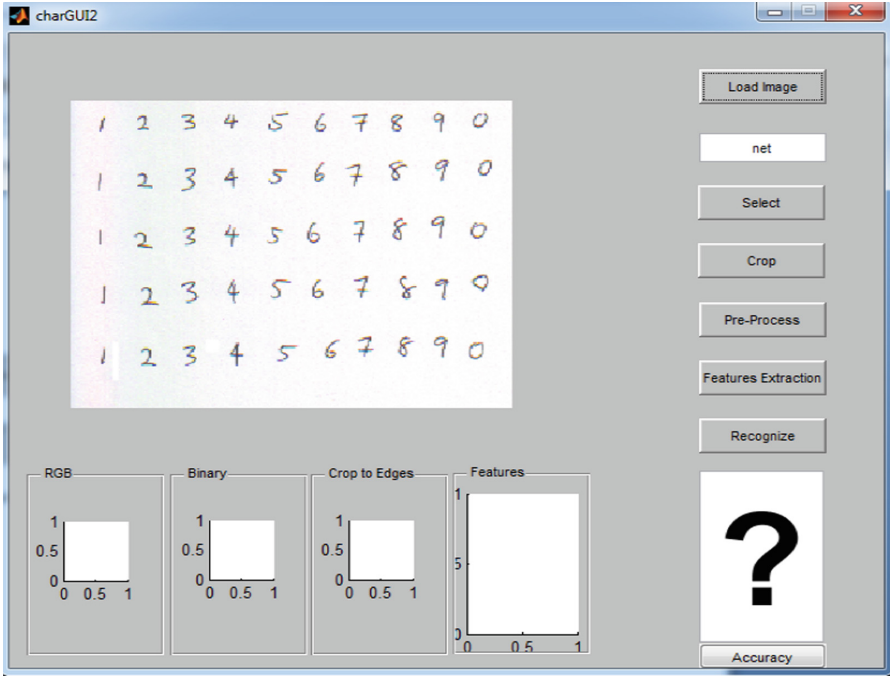 charGUI2
Load Image
net
Select
Crop
Pre-Process
Features Extraction
Recognize
1 2 3 4 5 6 7 8 9 0
1 2 3 4 5 6 7 8 9 0
1 2 3 4 5 6 7 8 9 0
1 2 3 4 5 6 7 8 9 0
1 2 3 4 5 6 7 8 9 0
RGB
1
0.5
0
0 0.5 1
Binary
1
0.5
0
0 0.5 1
Crop to Edges
1
0.5
0
0 0.5 1
Features
1
5
0
0 0.5 1
?
Accuracy